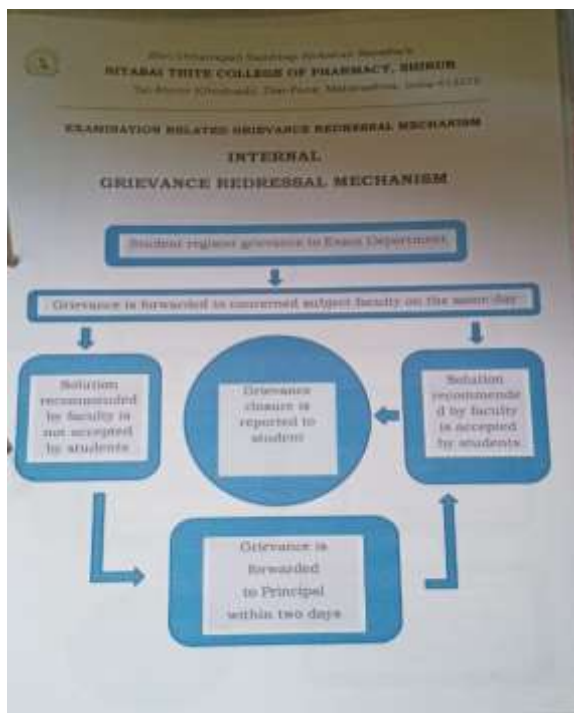 SITABAI THITE COLLEGE OF PHARMACY, SHIRUR
EXAMINATION RELATED GRIEVANCE REDRESSAL MECHANISM
INTERNAL
GRIEVANCE REDRESSAL MECHANISM
Student register grievance to Exam Department
Grievance is forwarded to concerned subject faculty on the same day
Solution
recommended
by faculty is
not accepted
by students
Grievance
closure is
reported to
student
Solution
recommende
d by faculty
is accepted
by students
Grievance is
forwarded
to Principal
within two days